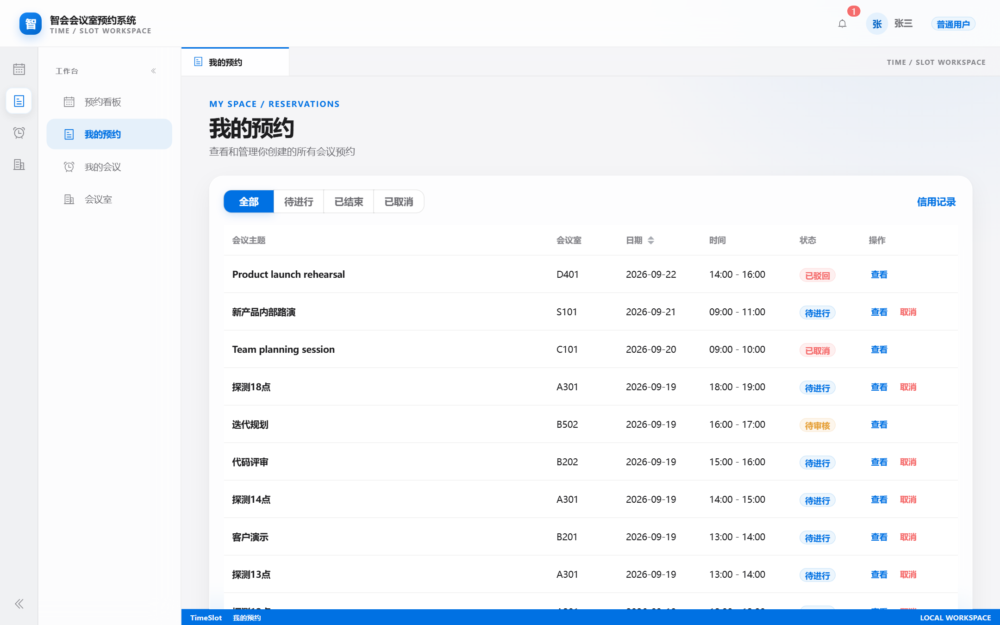 智 智会会议室预约系统
TIME / SLOT WORKSPACE
1
张 张三 普通用户
工作台
预约看板
我的预约
我的会议
会议室
我的预约
TIME / SLOT WORKSPACE
MY SPACE / RESERVATIONS
我的预约
查看和管理你创建的所有会议预约
全部 待进行 已结束 已取消 信用记录
会议主题 会议室 日期 时间 状态 操作
Product launch rehearsal D401 2026-09-22 14:00 - 16:00 已驳回 查看
新产品内部路演 S101 2026-09-21 09:00 - 11:00 待进行 查看 取消
Team planning session C101 2026-09-20 09:00 - 10:00 已取消 查看
探测18点 A301 2026-09-19 18:00 - 19:00 待进行 查看 取消
迭代规划 B502 2026-09-19 16:00 - 17:00 待审核 查看
代码评审 B202 2026-09-19 15:00 - 16:00 待进行 查看 取消
探测14点 A301 2026-09-19 14:00 - 15:00 待进行 查看 取消
客户演示 B201 2026-09-19 13:00 - 14:00 待进行 查看 取消
探测13点 A301 2026-09-19 13:00 - 14:00 待进行 查看 取消
TimeSlot 我的预约 LOCAL WORKSPACE